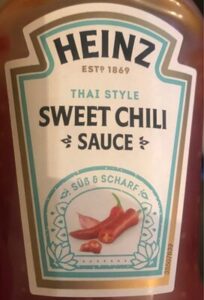 HEINZ
ESTD 1869
THAI STYLE
SWEET CHILI
SAUCE
SÜß & SCHARF